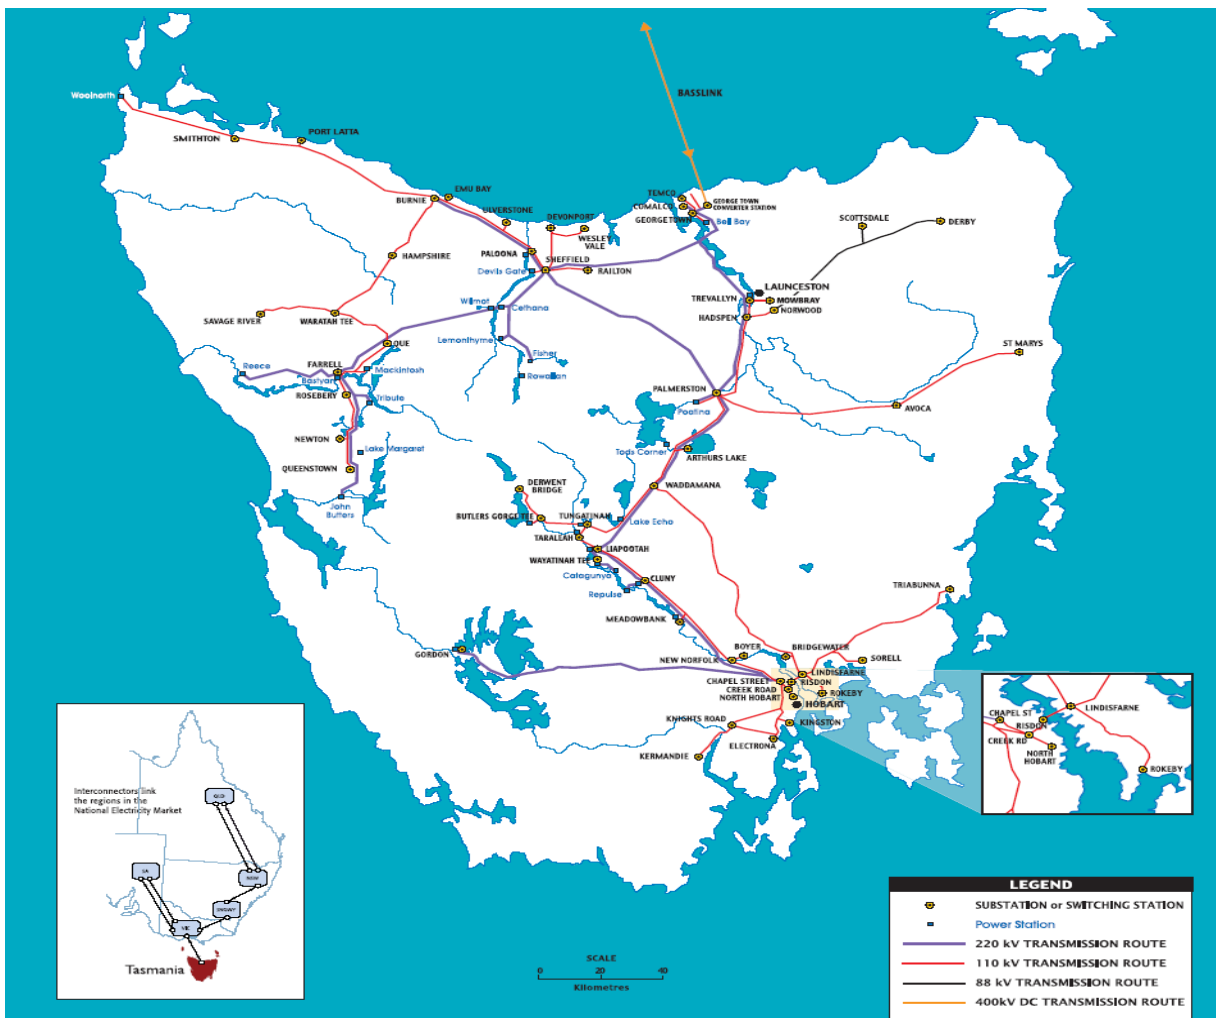 BASSLINK
Woolnorth
SMITHTON
PORT LATTA
EMU BAY
BURNIE
ULVERSTONE
DEVONPORT
WESLEY
VALE
TEMCO
COMALCO
GEORGETOWN
GEORGE TOWN
CONVERTER STATION
Bell Bay
SCOTTSDALE
DERBY
HAMPSHIRE
PALOONA
SHEFFIELD
Devils Gate
RAILTON
LAUNCESTON
TREVALLYN
MOWBRAY
NORWOOD
HADSPEN
SAVAGE RIVER
WARATAH TEE
Wilmot
Cethana
Lemonthyme
Fisher
Rowallan
QUE
ST MARYS
Reece
FARRELL
Mackintosh
Bastyan
ROSEBERY
Tribute
PALMERSTON
Poatina
AVOCA
NEWTON
Lake Margaret
QUEENSTOWN
John
Butters
Tods Corner
ARTHURS LAKE
WADDAMANA
DERWENT
BRIDGE
BUTLERS GORGE TEE
TUNGATINAH
Lake Echo
TARALEAH
LIAPOOTAH
WAYATINAH TEE
Catagunya
CLUNY
Repulse
MEADOWBANK
TRIABUNNA
GORDON
BOYER
BRIDGEWATER
NEW NORFOLK
SORELL
LINDISFARNE
CHAPEL STREET
RISDON
CREEK ROAD
ROKEBY
NORTH HOBART
HOBART
KNIGHTS ROAD
KINGSTON
ELECTRONA
KERMANDIE
CHAPEL ST
LINDISFARNE
RISDON
CREEK RD
NORTH
HOBART
ROKEBY
Interconnectors link
the regions in the
National Electricity Market
QLD
SA
NSW
SNOWY
VIC
Tasmania
SCALE
0 20 40
Kilometres
LEGEND
SUBSTATION or SWITCHING STATION
Power Station
220 kV TRANSMISSION ROUTE
110 kV TRANSMISSION ROUTE
88 kV TRANSMISSION ROUTE
400kV DC TRANSMISSION ROUTE